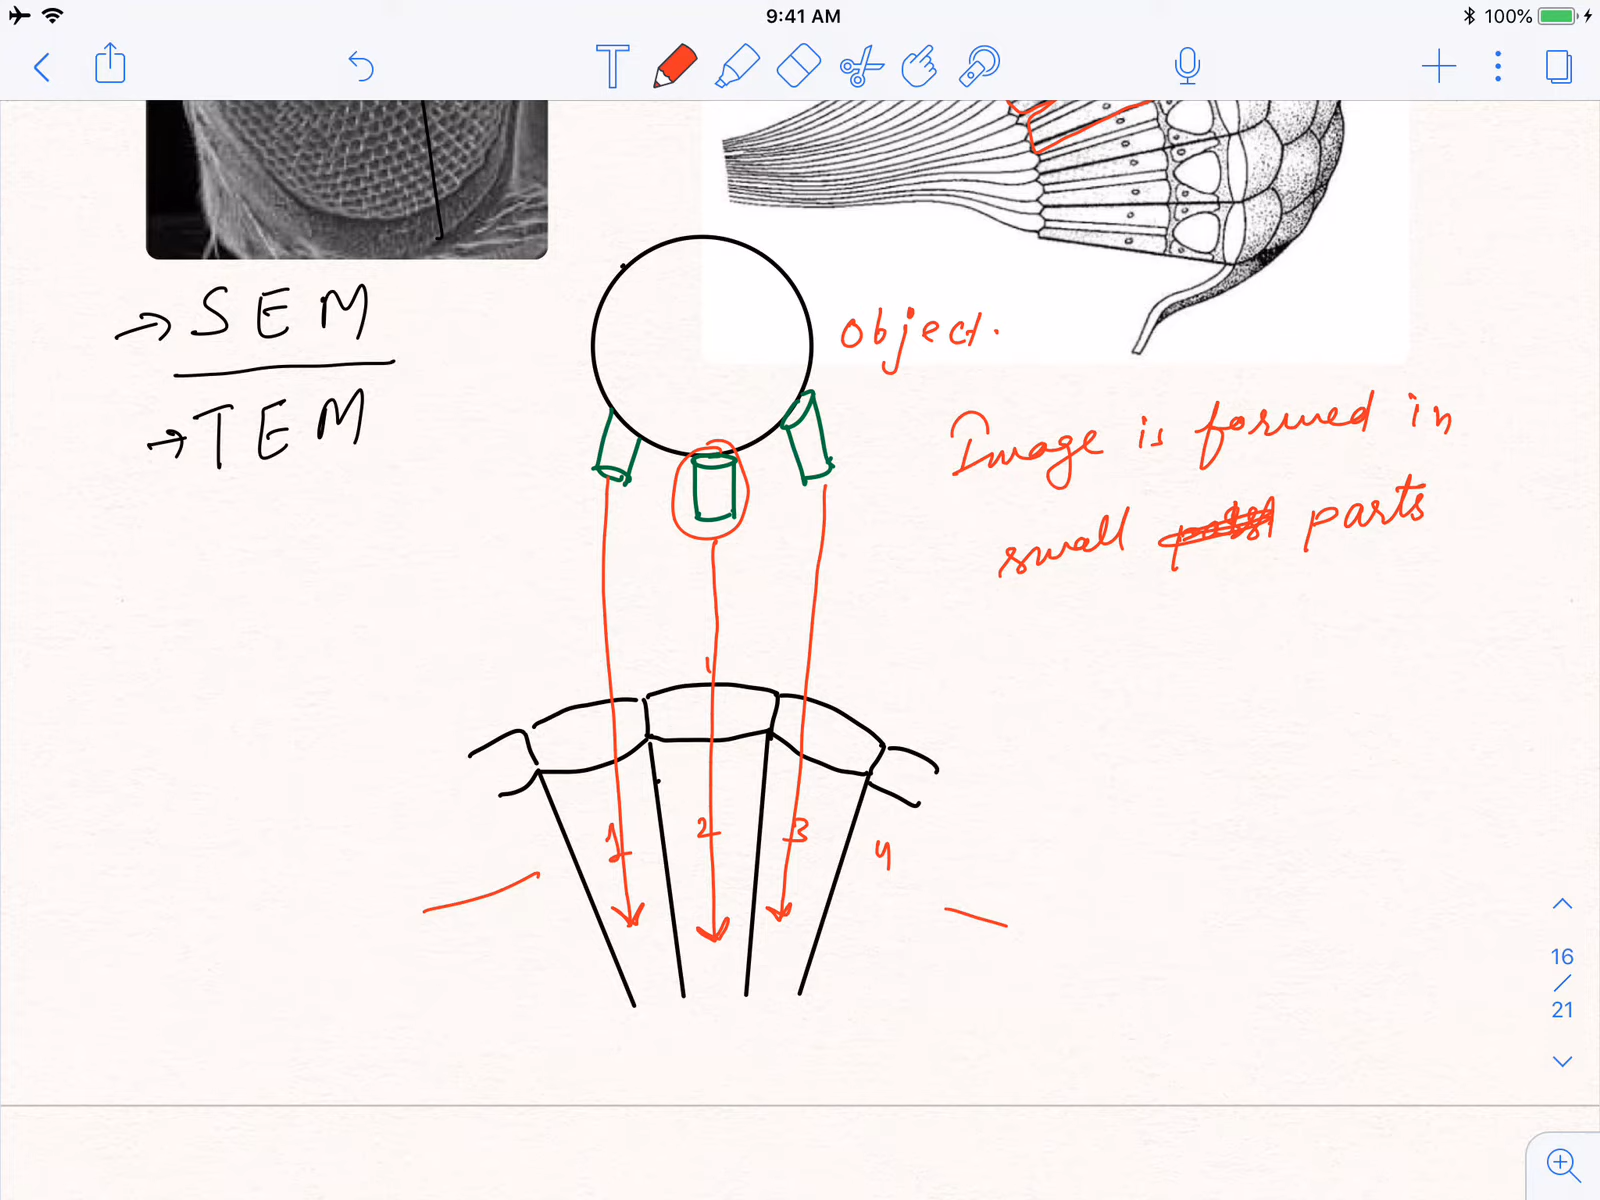 9:41 AM
100%
T
→ SEM
→ TEM
object.
Image is formed in
small parts
1
2
3
4
16
/
21